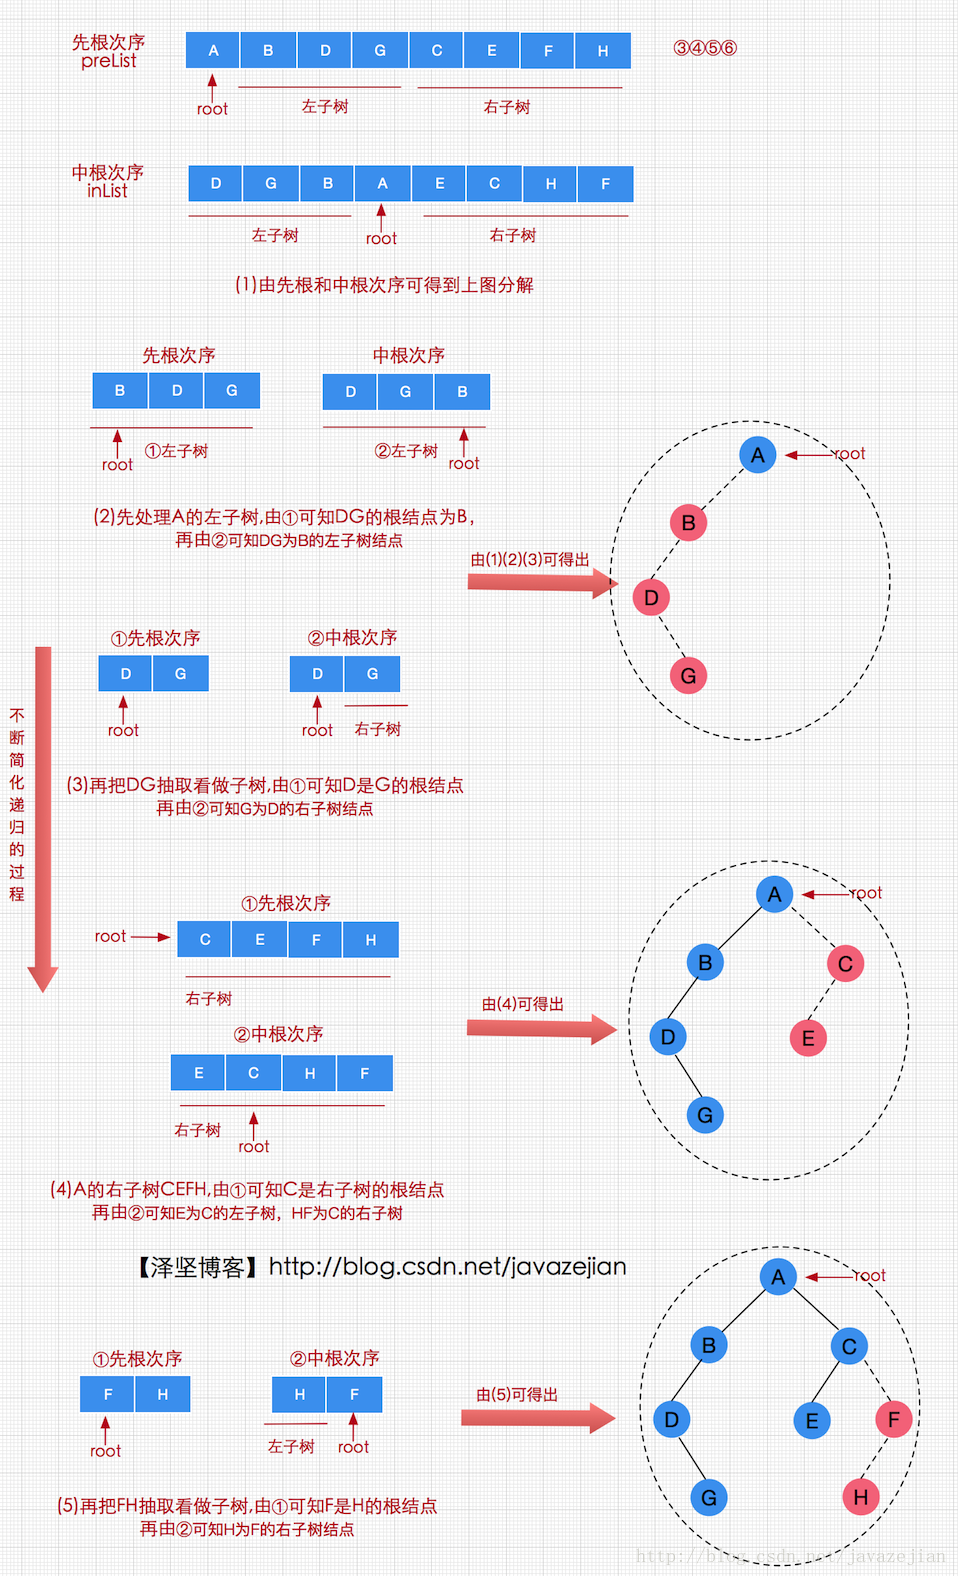 先根次序
preList
A B D G C E F H
③④⑤⑥
root
左子树
右子树
中根次序
inList
D G B A E C H F
左子树
root
右子树
(1)由先根和中根次序可得到上图分解
先根次序
中根次序
B D G
D G B
root
①左子树
②左子树
root
(2)先处理A的左子树,由①可知DG的根结点为B,
再由②可知DG为B的左子树结点
由(1)(2)(3)可得出
A
root
B
D
G
①先根次序
②中根次序
D G
D G
root
root
右子树
(3)再把DG抽取看做子树,由①可知D是G的根结点
再由②可知G为D的右子树结点
不断简化递归的过程
①先根次序
root
C E F H
右子树
②中根次序
E C H F
右子树
root
由(4)可得出
A
root
B
C
D
E
G
(4)A的右子树CEFH,由①可知C是右子树的根结点
再由②可知E为C的左子树，HF为C的右子树
【泽坚博客】http://blog.csdn.net/javazejian
①先根次序
②中根次序
F H
H F
root
左子树
root
由(5)可得出
A
root
B
C
D
E
F
G
H
(5)再把FH抽取看做子树,由①可知F是H的根结点
再由②可知H为F的右子树结点
http://blog.csdn.net/javazejian